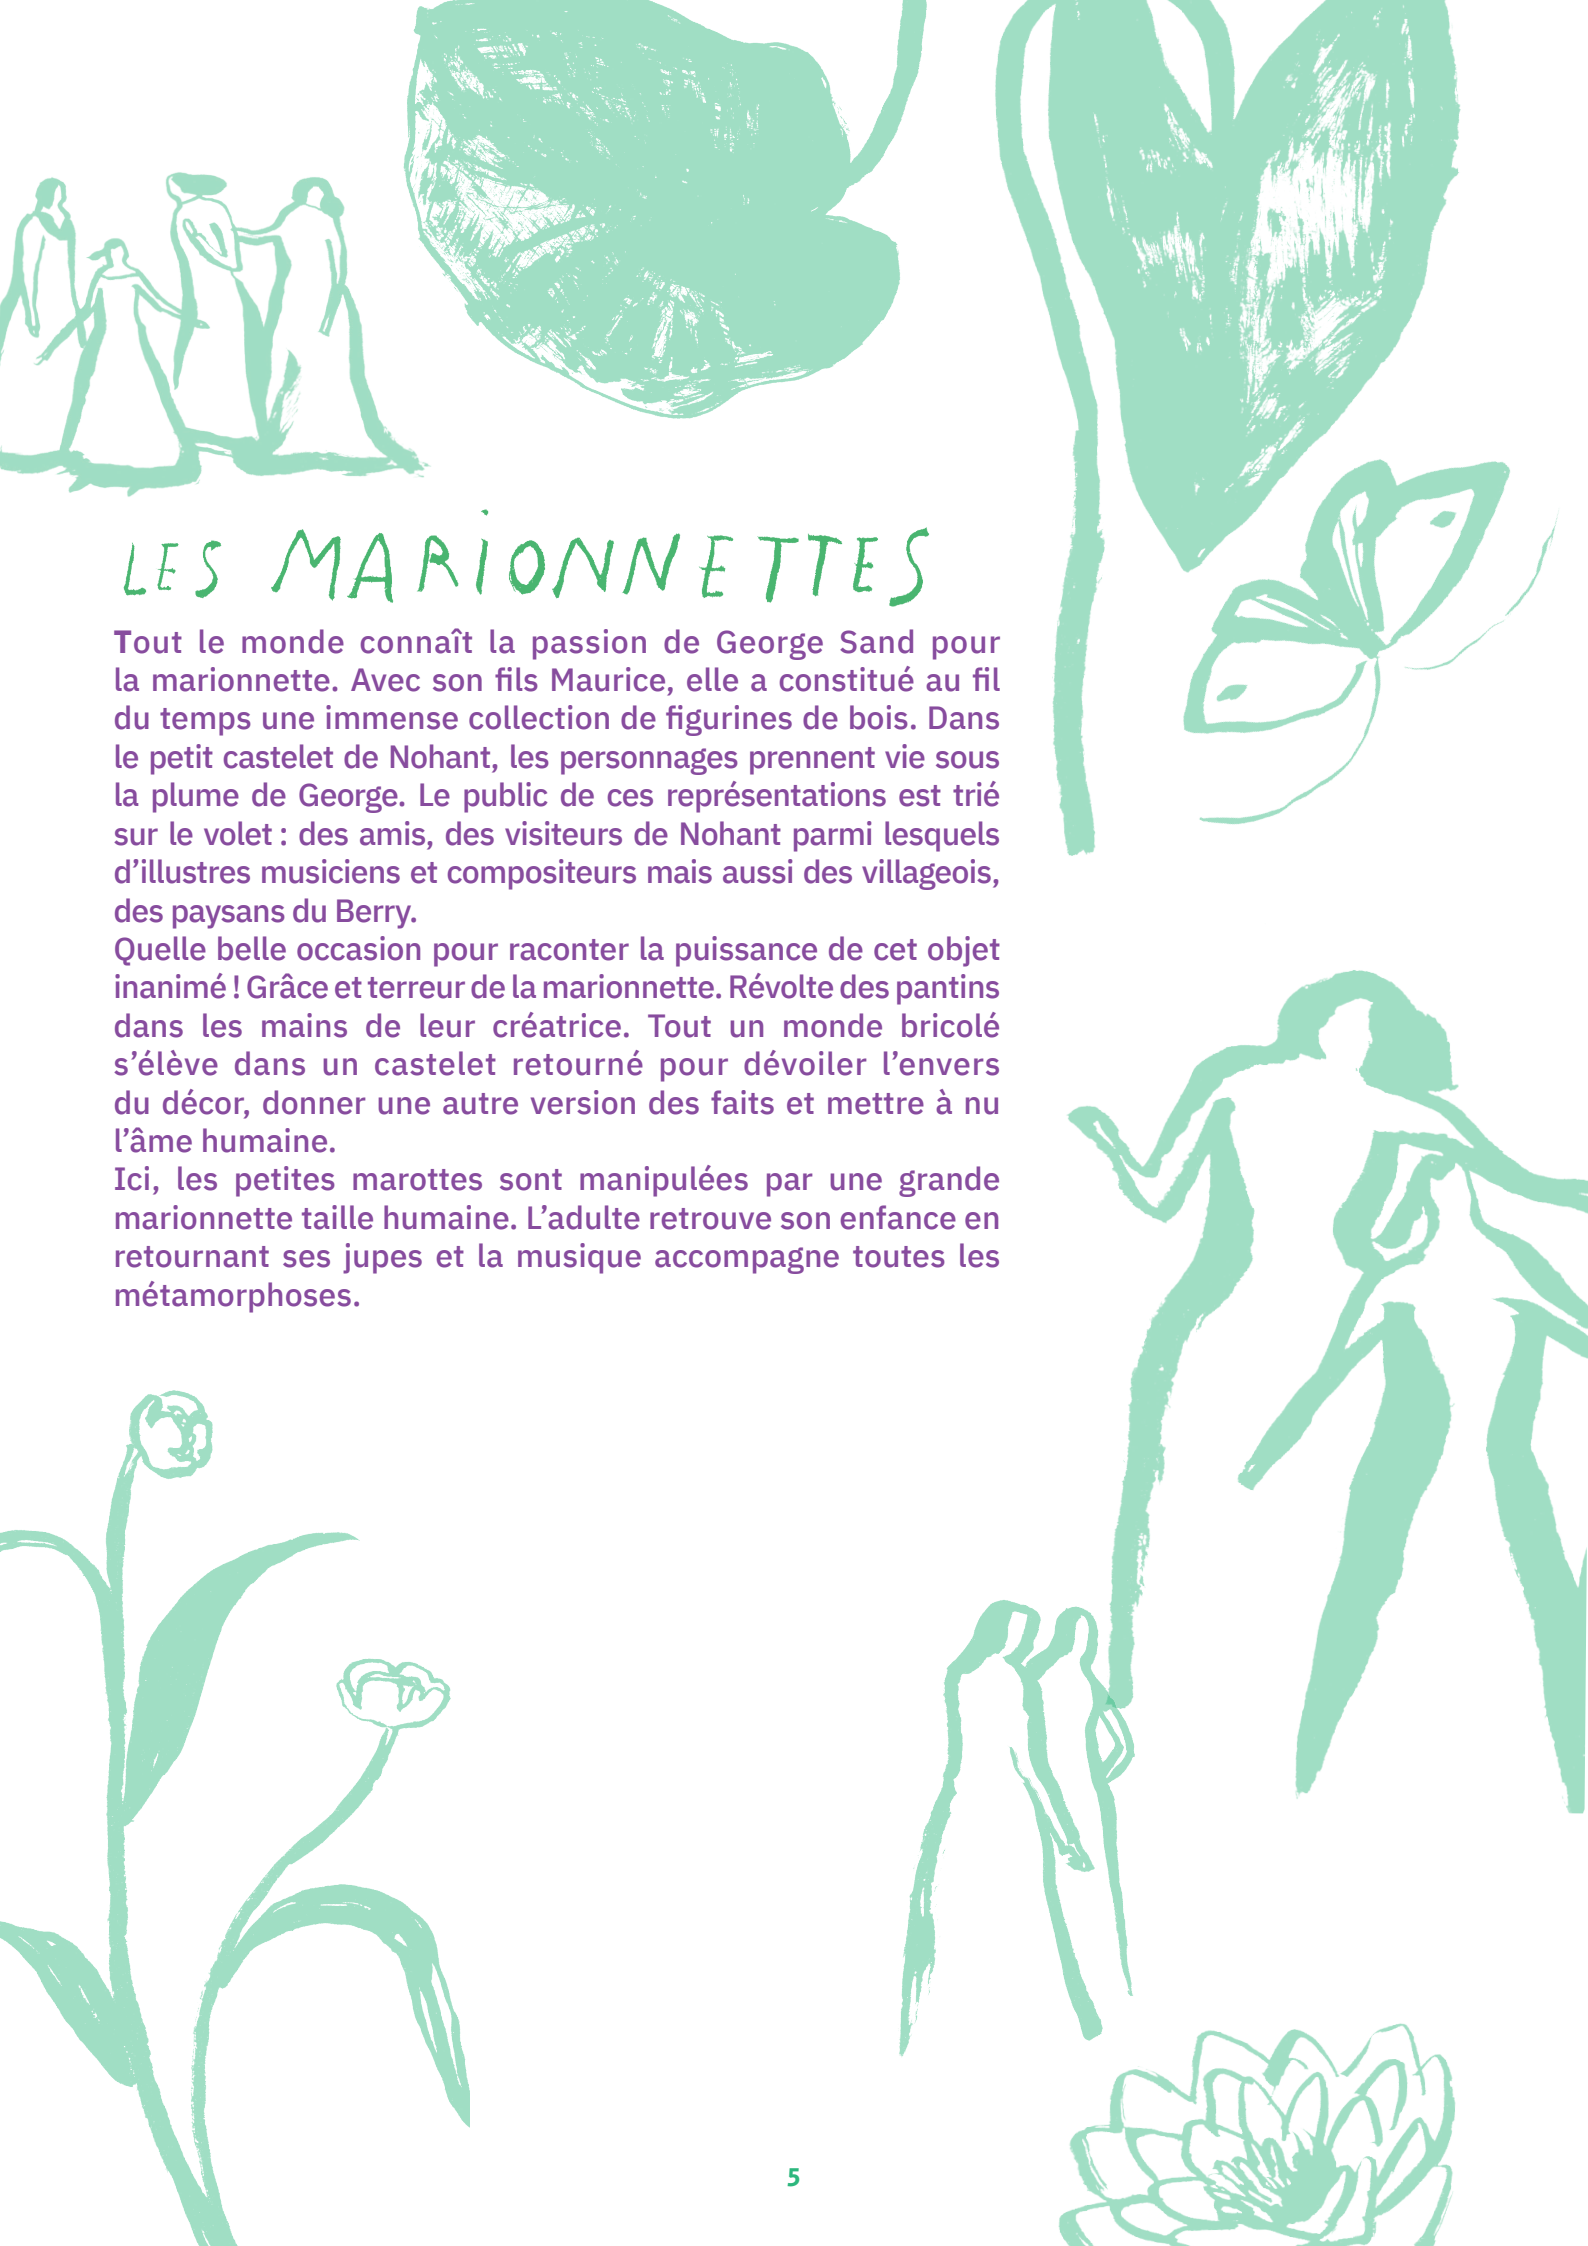 LES MARIONNETTES
Tout le monde connaît la passion de George Sand pour
la marionnette. Avec son fils Maurice, elle a constitué au fil
du temps une immense collection de figurines de bois. Dans
le petit castelet de Nohant, les personnages prennent vie sous
la plume de George. Le public de ces représentations est trié
sur le volet : des amis, des visiteurs de Nohant parmi lesquels
d’illustres musiciens et compositeurs mais aussi des villageois,
des paysans du Berry.
Quelle belle occasion pour raconter la puissance de cet objet
inanimé ! Grâce et terreur de la marionnette. Révolte des pantins
dans les mains de leur créatrice. Tout un monde bricolé
s’élève dans un castelet retourné pour dévoiler l’envers
du décor, donner une autre version des faits et mettre à nu
l’âme humaine.
Ici, les petites marottes sont manipulées par une grande
marionnette taille humaine. L’adulte retrouve son enfance en
retournant ses jupes et la musique accompagne toutes les
métamorphoses.
5